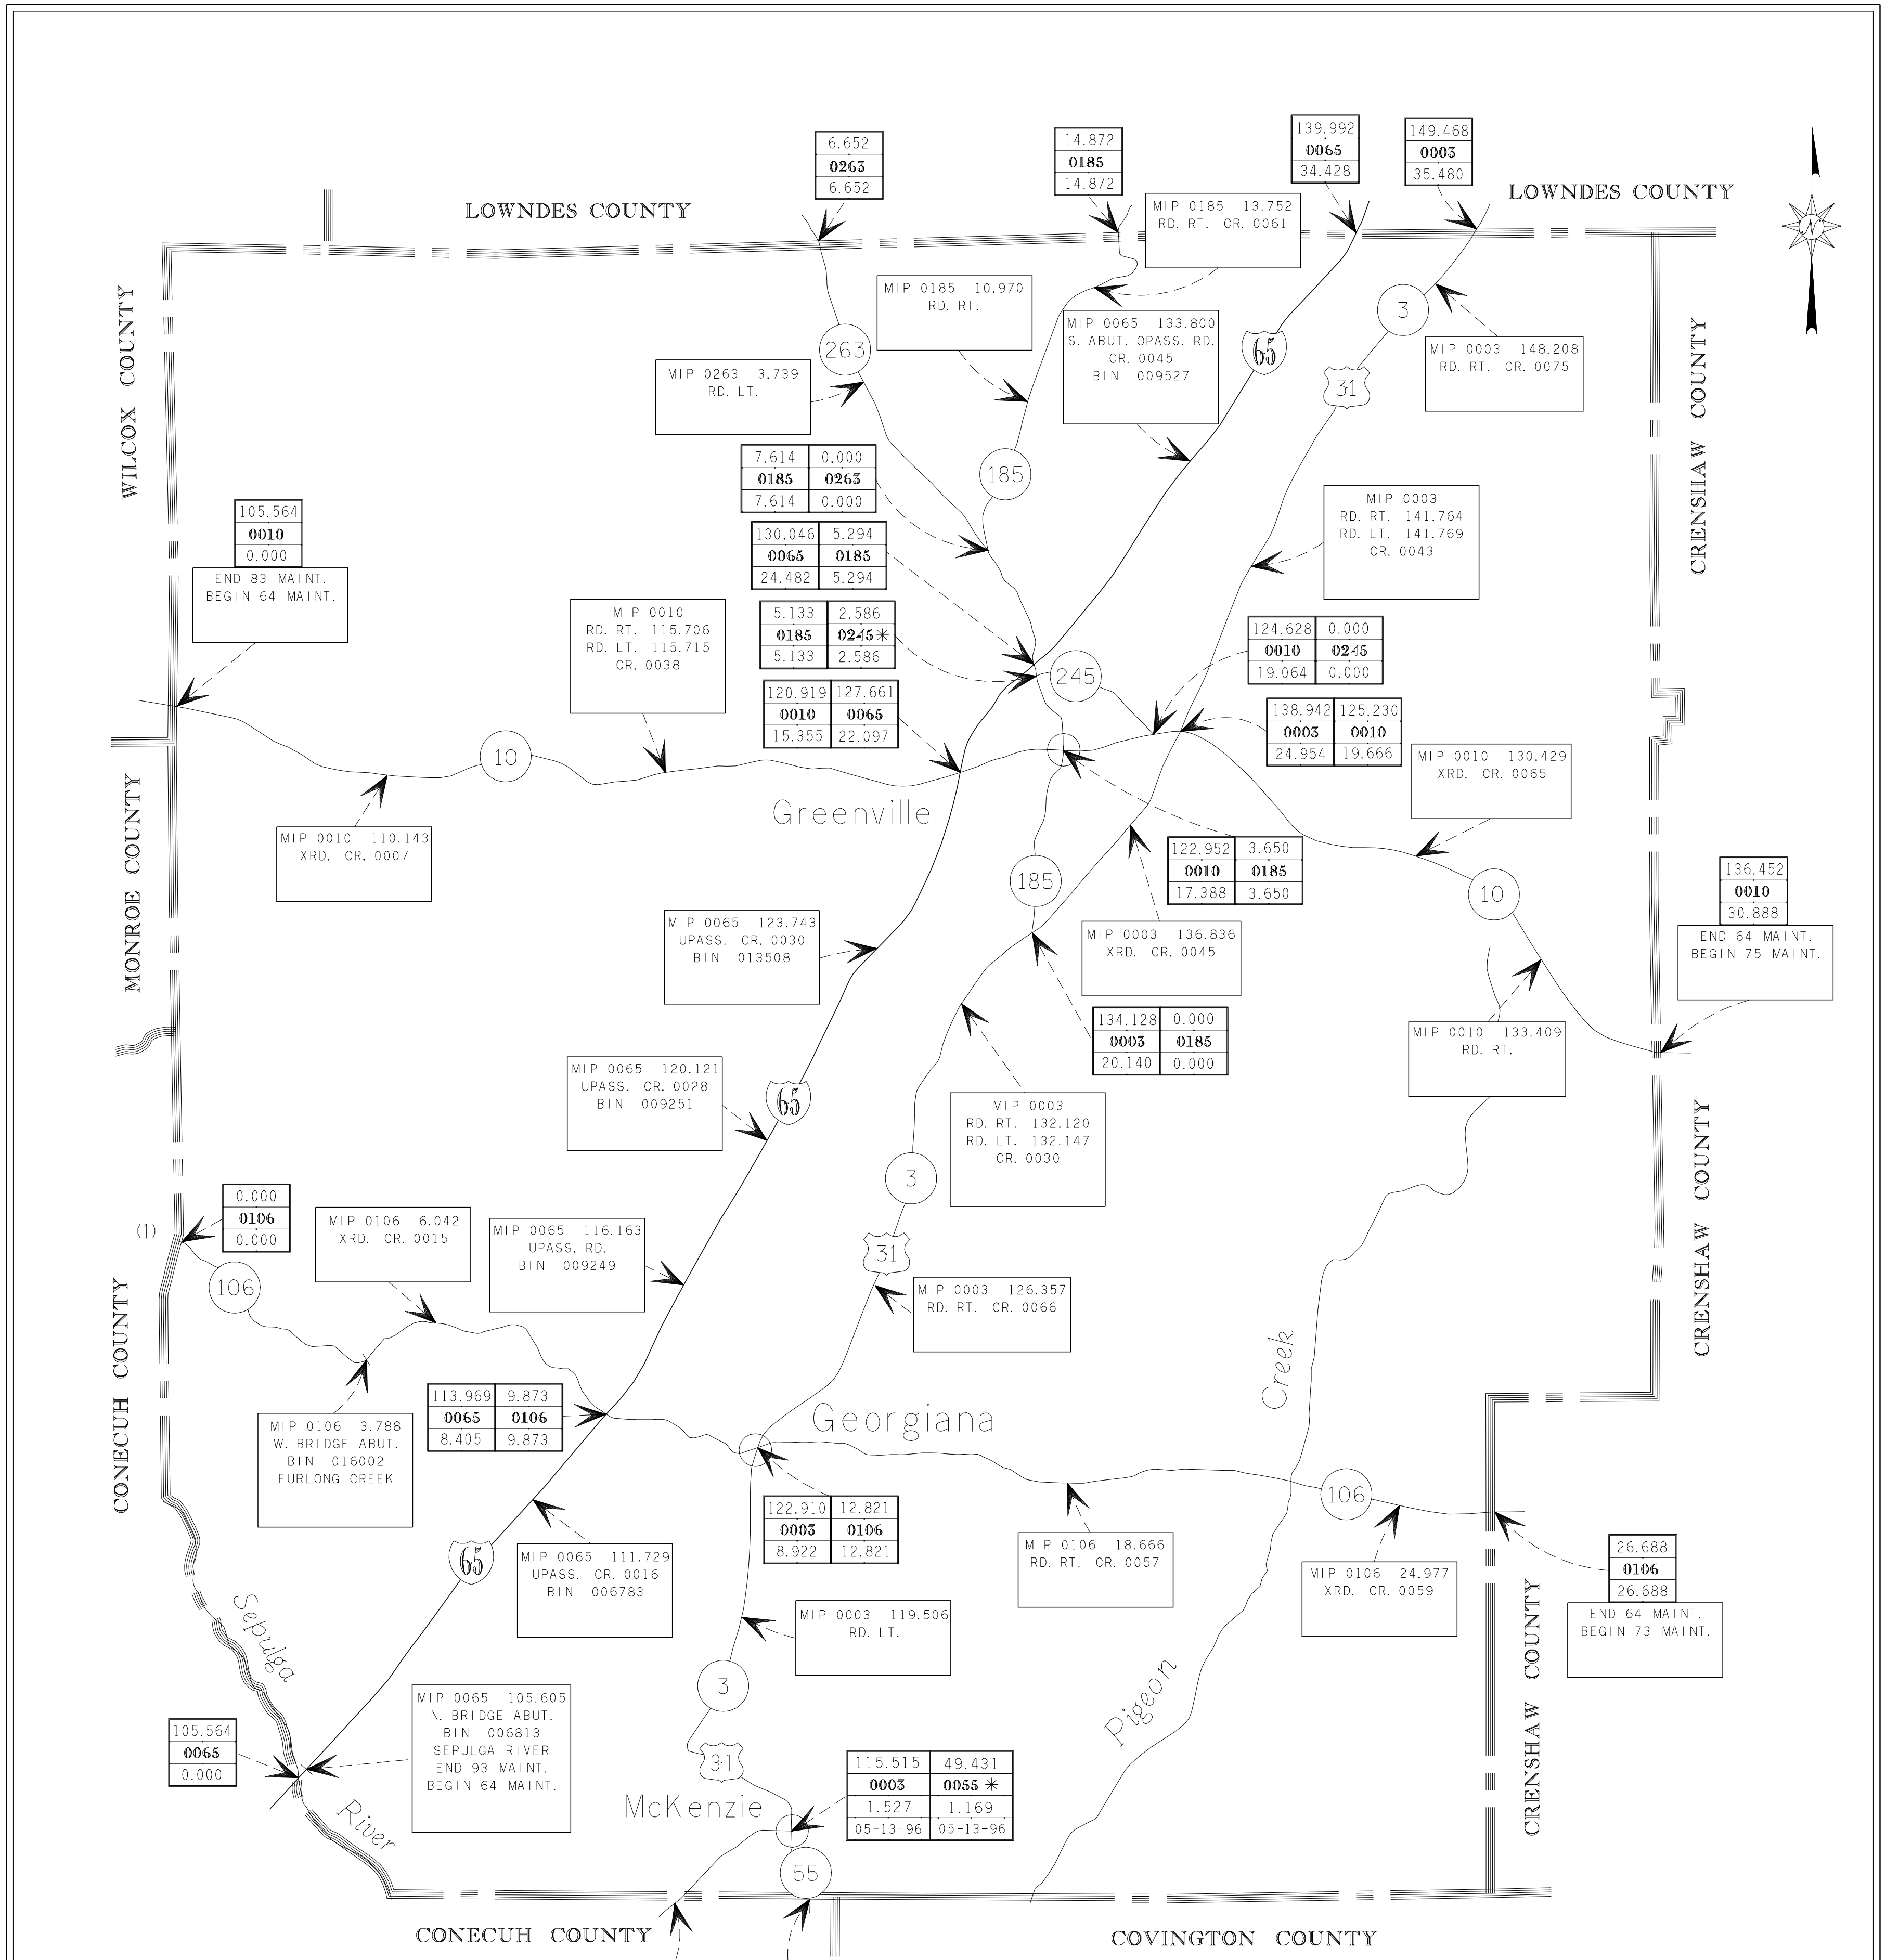 6.652
0263
6.652
14.872
0185
14.872
139.992
0065
34.428
149.468
0003
35.480
LOWNDES COUNTY
LOWNDES COUNTY
MIP 0185 13.752
RD. RT. CR. 0061
N
MIP 0185 10.970
RD. RT.
MIP 0065 133.800
S. ABUT. OPASS. RD.
CR. 0045
BIN 009527
65
3
263
MIP 0263 3.739
RD. LT.
31
MIP 0003 148.208
RD. RT. CR. 0075
WILCOX COUNTY
CRENSHAW COUNTY
7.614 0.000
0185 0263
7.614 0.000
185
MIP 0003
RD. RT. 141.764
RD. LT. 141.769
CR. 0043
105.564
0010
0.000
END 83 MAINT.
BEGIN 64 MAINT.
130.046 5.294
0065 0185
24.482 5.294
MIP 0010
RD. RT. 115.706
RD. LT. 115.715
CR. 0038
5.133 2.586
0185 0245*
5.133 2.586
245
124.628 0.000
0010 0245
19.064 0.000
120.919 127.661
0010 0065
15.355 22.097
138.942 125.230
0003 0010
24.954 19.666
10
MIP 0010 130.429
XRD. CR. 0065
Greenville
MONROE COUNTY
MIP 0010 110.143
XRD. CR. 0007
122.952 3.650
0010 0185
17.388 3.650
185
10
136.452
0010
30.888
END 64 MAINT.
BEGIN 75 MAINT.
MIP 0065 123.743
UPASS. CR. 0030
BIN 013508
MIP 0003 136.836
XRD. CR. 0045
134.128 0.000
0003 0185
20.140 0.000
MIP 0010 133.409
RD. RT.
MIP 0065 120.121
UPASS. CR. 0028
BIN 009251
65
MIP 0003
RD. RT. 132.120
RD. LT. 132.147
CR. 0030
CRENSHAW COUNTY
3
0.000
0106
0.000
(1)
MIP 0106 6.042
XRD. CR. 0015
MIP 0065 116.163
UPASS. RD.
BIN 009249
31
106
MIP 0003 126.357
RD. RT. CR. 0066
CONECUH COUNTY
Creek
113.969 9.873
0065 0106
8.405 9.873
Georgiana
MIP 0106 3.788
W. BRIDGE ABUT.
BIN 016002
FURLONG CREEK
122.910 12.821
0003 0106
8.922 12.821
106
65
MIP 0065 111.729
UPASS. CR. 0016
BIN 006783
MIP 0106 18.666
RD. RT. CR. 0057
MIP 0106 24.977
XRD. CR. 0059
26.688
0106
26.688
END 64 MAINT.
BEGIN 73 MAINT.
Sepulga
MIP 0003 119.506
RD. LT.
CRENSHAW COUNTY
3
Pigeon
MIP 0065 105.605
N. BRIDGE ABUT.
BIN 006813
SEPULGA RIVER
END 93 MAINT.
BEGIN 64 MAINT.
105.564
0065
0.000
31
115.515 49.431
0003 0055 *
1.527 1.169
05-13-96 05-13-96
McKenzie
River
55
CONECUH COUNTY
COVINGTON COUNTY